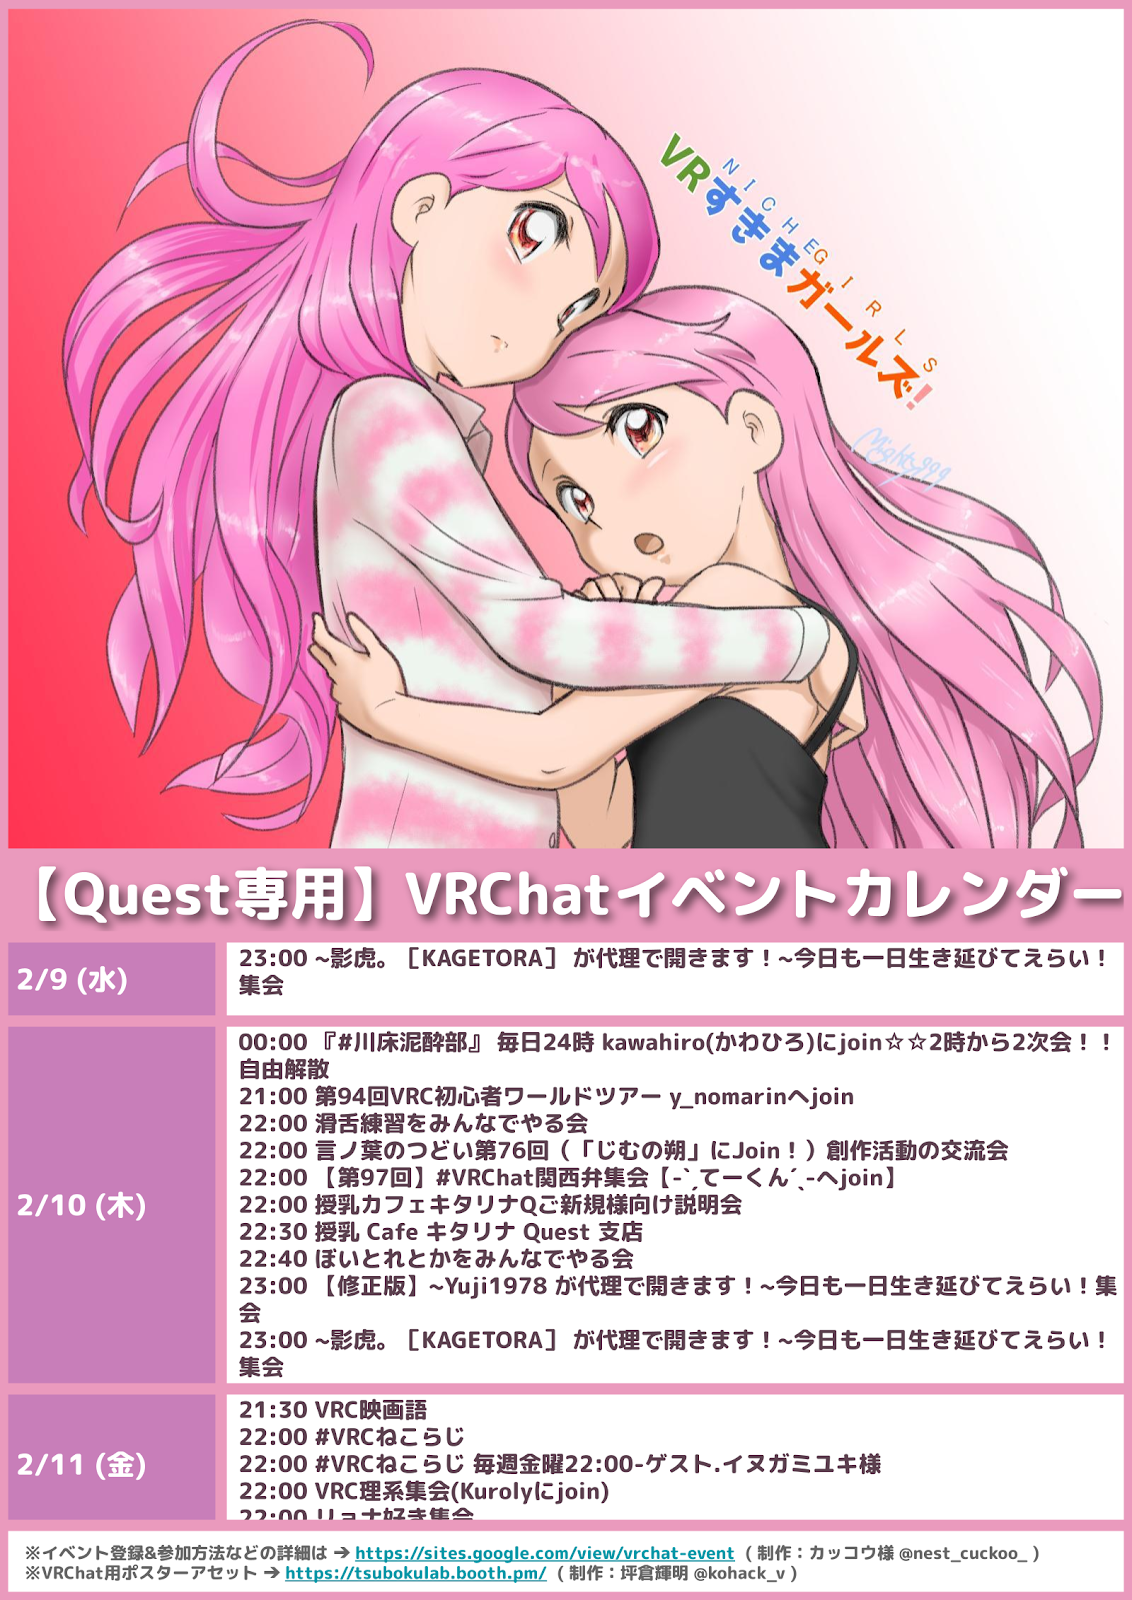 NICHE GIRLS
VRすきまガールズ!
Mighty999
【Quest専用】VRChatイベントカレンダー
2/9 (水)
23:00 ~影虎。［KAGETORA］ が代理で開きます！~今日も一日生き延びてえらい！
集会
2/10 (木)
00:00 『#川床泥酔部』 毎日24時 kawahiro(かわひろ)にjoin☆☆2時から2次会！！
自由解散
21:00 第94回VRC初心者ワールドツアー y_nomarinへjoin
22:00 滑舌練習をみんなでやる会
22:00 言ノ葉のつどい第76回（「じむの朔」にJoin！）創作活動の交流会
22:00 【第97回】#VRChat関西弁集会【-ˋˏてーくんˊˎ-へjoin】
22:00 授乳カフェキタリナQご新規様向け説明会
22:30 授乳 Cafe キタリナ Quest 支店
22:40 ぼいとれとかをみんなでやる会
23:00 【修正版】~Yuji1978 が代理で開きます！~今日も一日生き延びてえらい！集
会
23:00 ~影虎。［KAGETORA］ が代理で開きます！~今日も一日生き延びてえらい！
集会
2/11 (金)
21:30 VRC映画語
22:00 #VRCねこらじ
22:00 #VRCねこらじ 毎週金曜22:00-ゲスト.イヌガミユキ様
22:00 VRC理系集会(Kurolyにjoin)
22:00 リョナ好き集会
※イベント登録&参加方法などの詳細は ➔ https://sites.google.com/view/vrchat-event （ 制作：カッコウ様 @nest_cuckoo_ ）
※VRChat用ポスターアセット ➔ https://tsubokulab.booth.pm/ （ 制作：坪倉輝明 @kohack_v ）